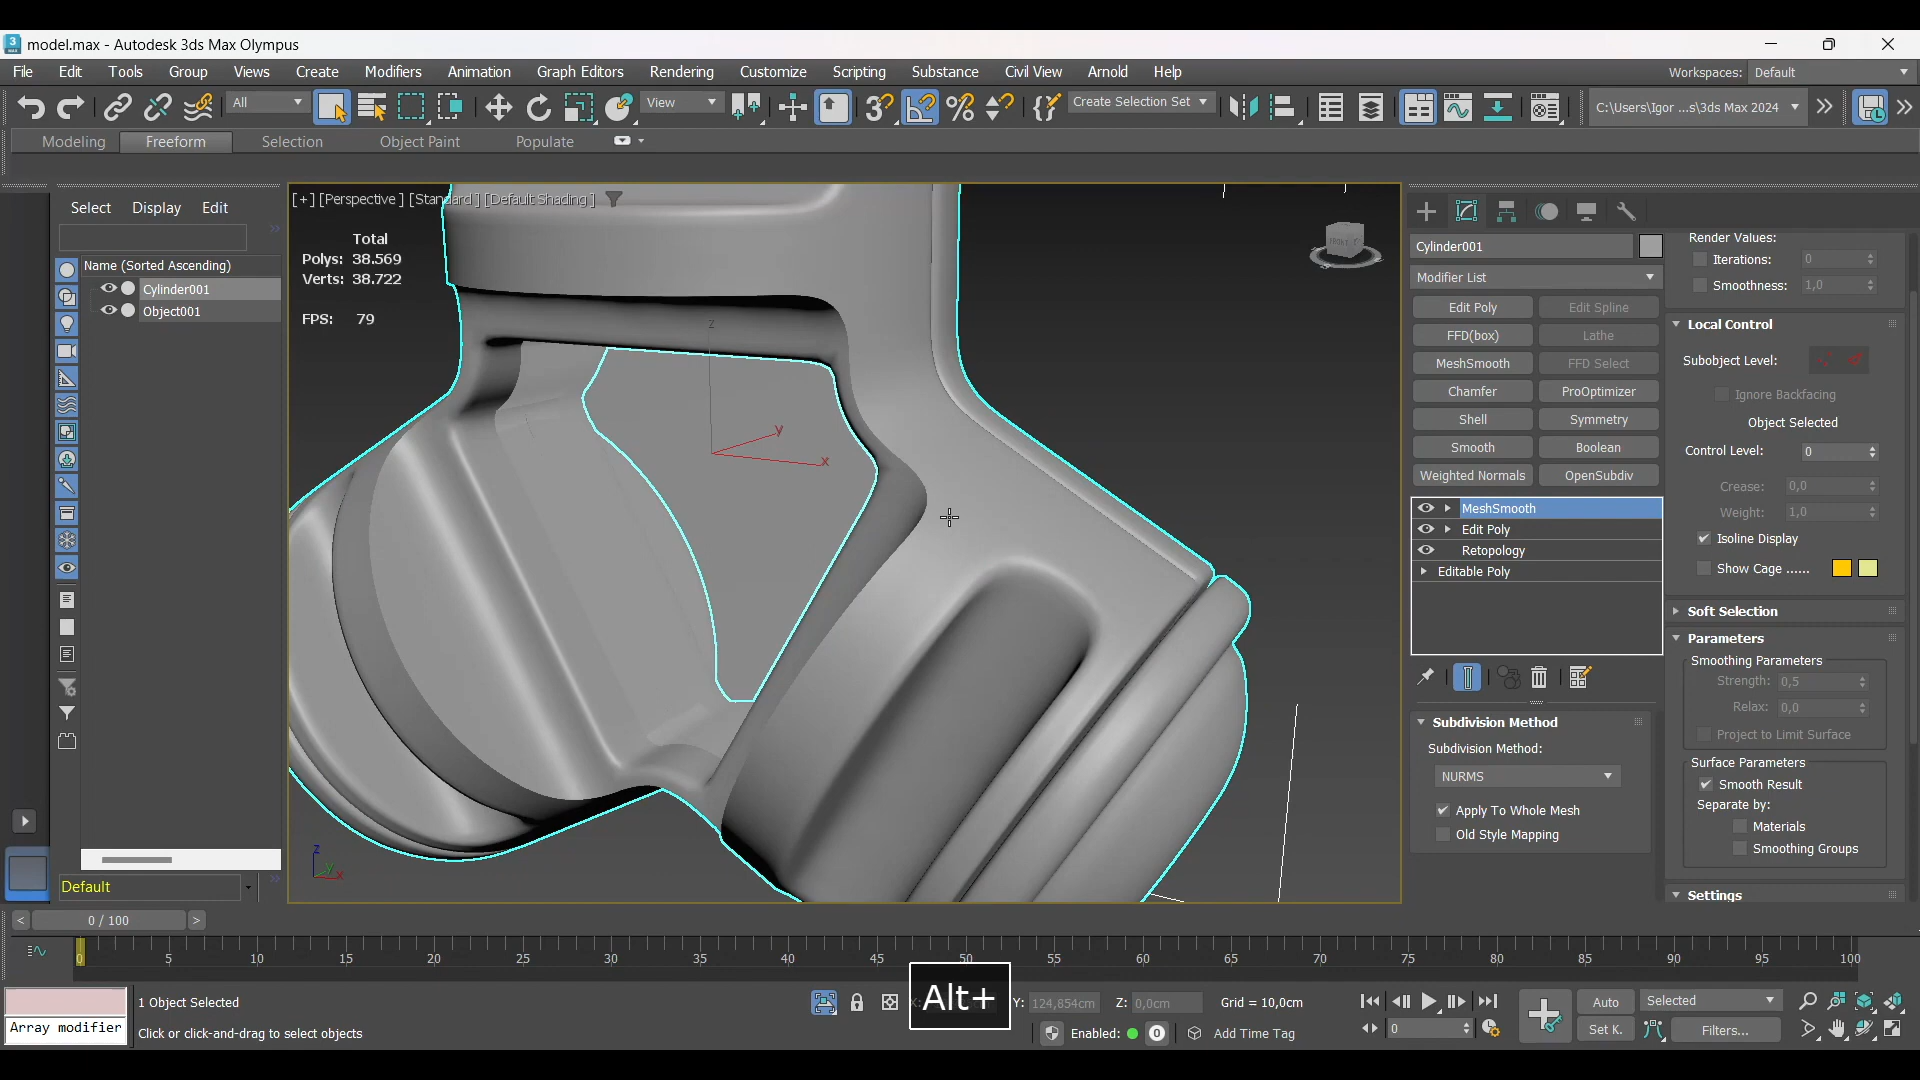 model.max - Autodesk 3ds Max Olympus
File Edit Tools Group Views Create Modifiers Animation Graph Editors Rendering Customize Scripting Substance Civil View Arnold Help
Workspaces: Default
All
View
Create Selection Set
C:\Users\Igor ...s\3ds Max 2024
Modeling Freeform Selection Object Paint Populate
Select Display Edit
Name (Sorted Ascending)
Cylinder001
Object001
Default
[+] [Perspective ] [Standard ] [Default Shading ]
Total
Polys: 38.569
Verts: 38.722
FPS: 79
z
y
x
RIGHT
z
y
x
Cylinder001
Modifier List
Edit Poly Edit Spline
FFD(box) Lathe
MeshSmooth FFD Select
Chamfer ProOptimizer
Shell Symmetry
Smooth Boolean
Weighted Normals OpenSubdiv
MeshSmooth
Edit Poly
Retopology
Editable Poly
Subdivision Method
Subdivision Method:
NURMS
Apply To Whole Mesh
Old Style Mapping
Render Values:
Iterations: 0
Smoothness: 1,0
Local Control
Subobject Level:
Ignore Backfacing
Object Selected
Control Level: 0
Crease: 0,0
Weight: 1,0
Isoline Display
Show Cage ......
Soft Selection
Parameters
Smoothing Parameters
Strength: 0,5
Relax: 0,0
Project to Limit Surface
Surface Parameters
Smooth Result
Separate by:
Materials
Smoothing Groups
Settings
< 0 / 100 >
0 5 10 15 20 25 30 35 40 45 50 55 60 65 70 75 80 85 90 95 100
Alt+
Array modifier
1 Object Selected
Click or click-and-drag to select objects
X:
Y: 124,854cm
Z: 0,0cm
Grid = 10,0cm
Enabled: 0
Add Time Tag
0
Auto
Selected
Set K.
Filters...